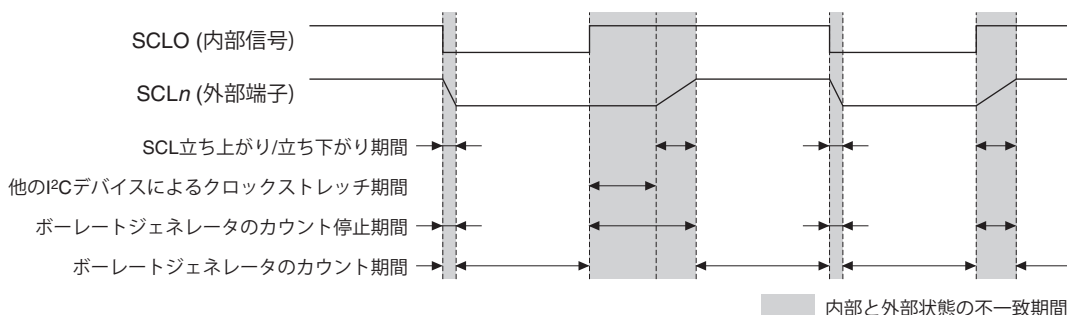 SCLO (内部信号)
SCLn (外部端子)
SCL立ち上がり/立ち下がり期間
他のI²Cデバイスによるクロックストレッチ期間
ボーレートジェネレータのカウント停止期間
ボーレートジェネレータのカウント期間
内部と外部状態の不一致期間